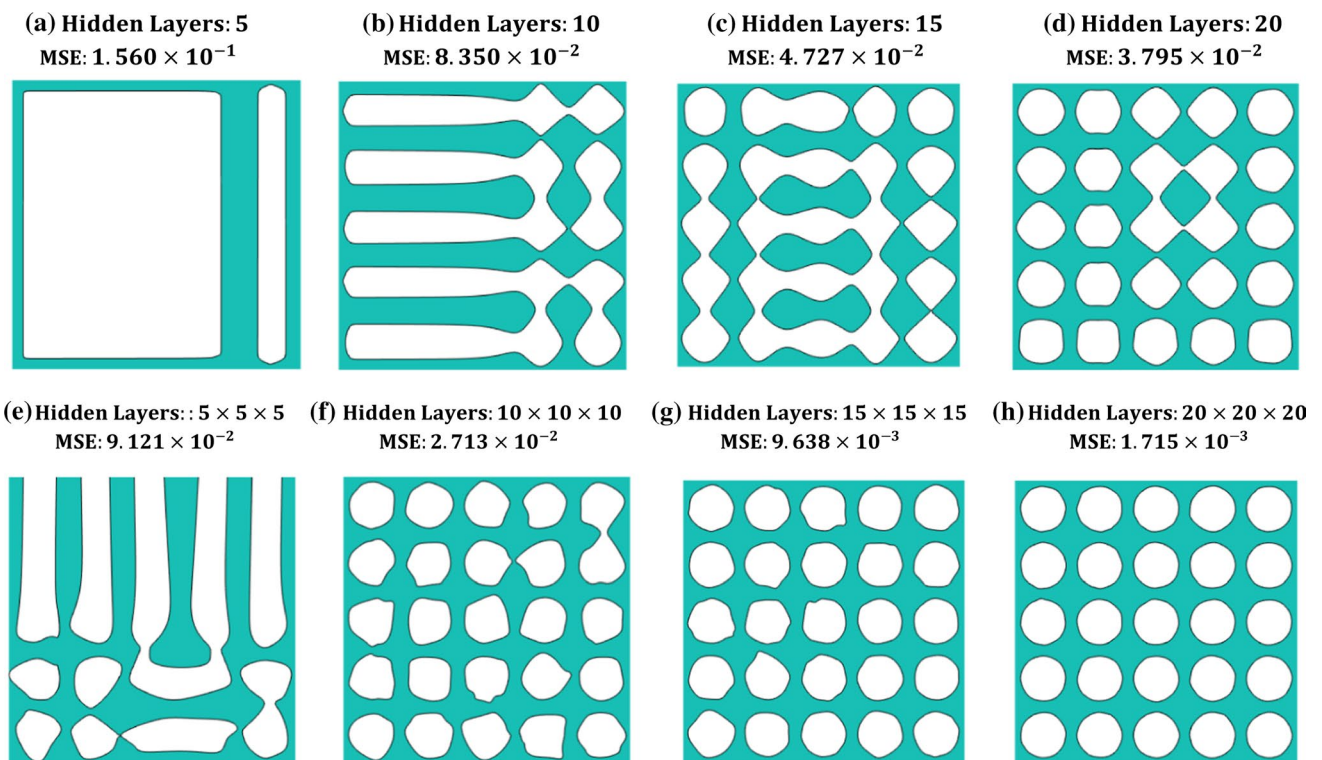 (a) Hidden Layers: 5
MSE: 1.560 × 10⁻¹
(b) Hidden Layers: 10
MSE: 8.350 × 10⁻²
(c) Hidden Layers: 15
MSE: 4.727 × 10⁻²
(d) Hidden Layers: 20
MSE: 3.795 × 10⁻²
(e) Hidden Layers:: 5 × 5 × 5
MSE: 9.121 × 10⁻²
(f) Hidden Layers: 10 × 10 × 10
MSE: 2.713 × 10⁻²
(g) Hidden Layers: 15 × 15 × 15
MSE: 9.638 × 10⁻³
(h) Hidden Layers: 20 × 20 × 20
MSE: 1.715 × 10⁻³